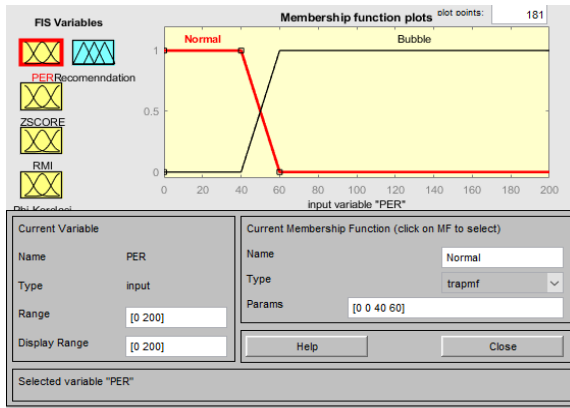 FIS Variables
Membership function plots
plot points:
181
PER
Recomenndation
ZSCORE
RMI
Normal
Bubble
1
0.5
0
0 20 40 60 80 100 120 140 160 180 200
input variable "PER"
Current Variable
Name PER
Type input
Range [0 200]
Display Range [0 200]
Current Membership Function (click on MF to select)
Name Normal
Type trapmf
Params [0 0 40 60]
Help Close
Selected variable "PER"